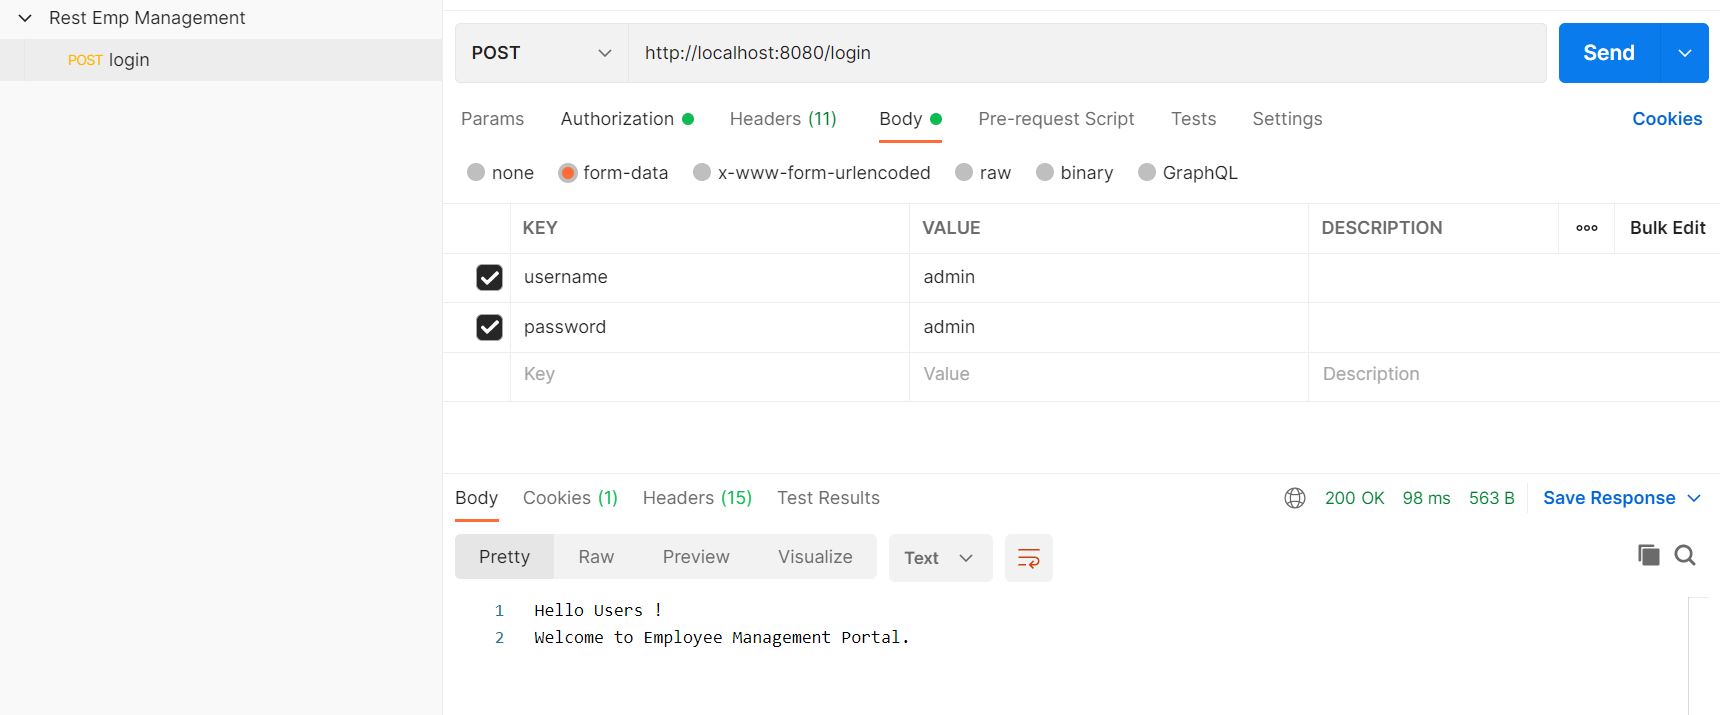 Rest Emp Management
POST login
POST http://localhost:8080/login Send
Params Authorization Headers (11) Body Pre-request Script Tests Settings Cookies
none form-data x-www-form-urlencoded raw binary GraphQL
KEY VALUE DESCRIPTION ooo Bulk Edit
username admin
password admin
Key Value Description
Body Cookies (1) Headers (15) Test Results 200 OK 98 ms 563 B Save Response
Pretty Raw Preview Visualize Text
1 Hello Users !
2 Welcome to Employee Management Portal.